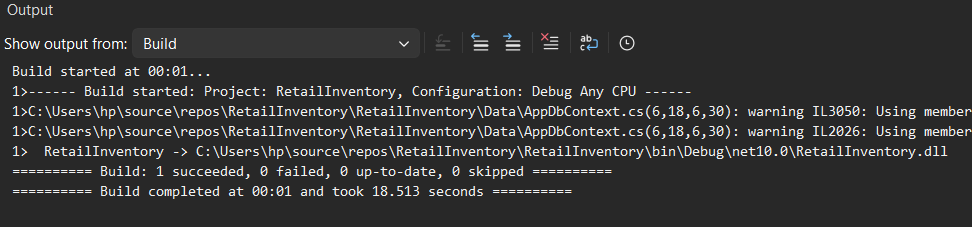 Output
Show output from: Build
Build started at 00:01...
1>------ Build started: Project: RetailInventory, Configuration: Debug Any CPU ------
1>C:\Users\hp\source\repos\RetailInventory\RetailInventory\Data\AppDbContext.cs(6,18,6,30): warning IL3050: Using member
1>C:\Users\hp\source\repos\RetailInventory\RetailInventory\Data\AppDbContext.cs(6,18,6,30): warning IL2026: Using member
1>  RetailInventory -> C:\Users\hp\source\repos\RetailInventory\RetailInventory\bin\Debug\net10.0\RetailInventory.dll
========== Build: 1 succeeded, 0 failed, 0 up-to-date, 0 skipped ==========
========== Build completed at 00:01 and took 18.513 seconds ==========